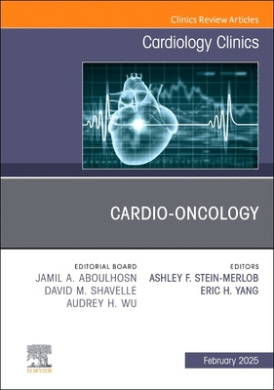 Clinics Review Articles
Cardiology Clinics
CARDIO-ONCOLOGY
EDITORIAL BOARD
JAMIL A. ABOULHOSN
DAVID M. SHAVELLE
AUDREY H. WU
EDITORS
ASHLEY F. STEIN-MERLOB
ERIC H. YANG
ELSEVIER
February 2025